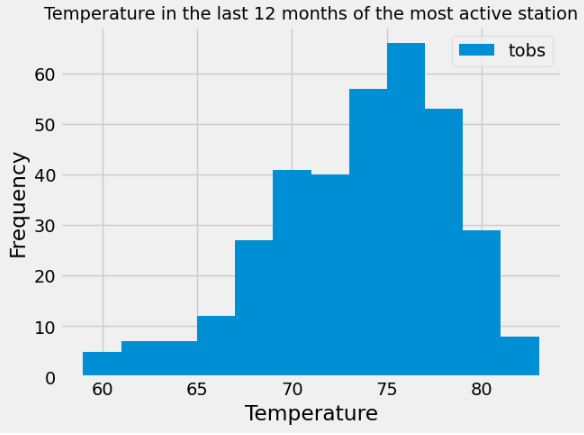 Temperature in the last 12 months of the most active station
tobs
Frequency
60
50
40
30
20
10
0
60 65 70 75 80
Temperature